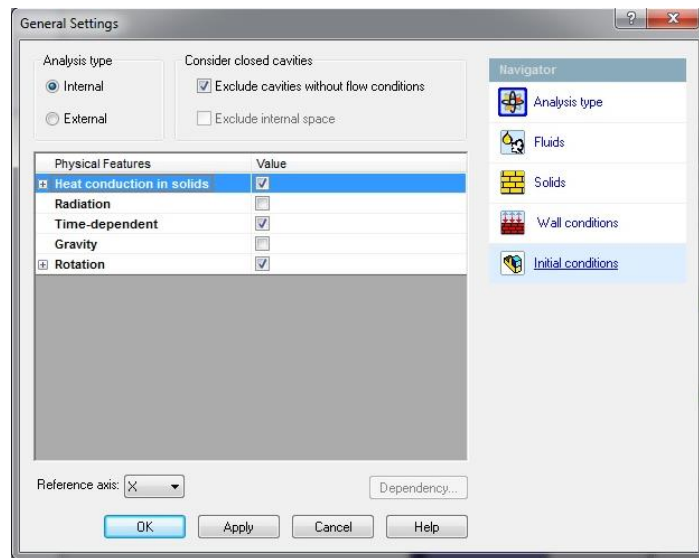 General Settings
Analysis type
Internal
External
Consider closed cavities
Exclude cavities without flow conditions
Exclude internal space
Physical Features Value
Heat conduction in solids
Radiation
Time-dependent
Gravity
Rotation
Reference axis: X
Dependency...
OK Apply Cancel Help
Navigator
Analysis type
Fluids
Solids
Wall conditions
Initial conditions